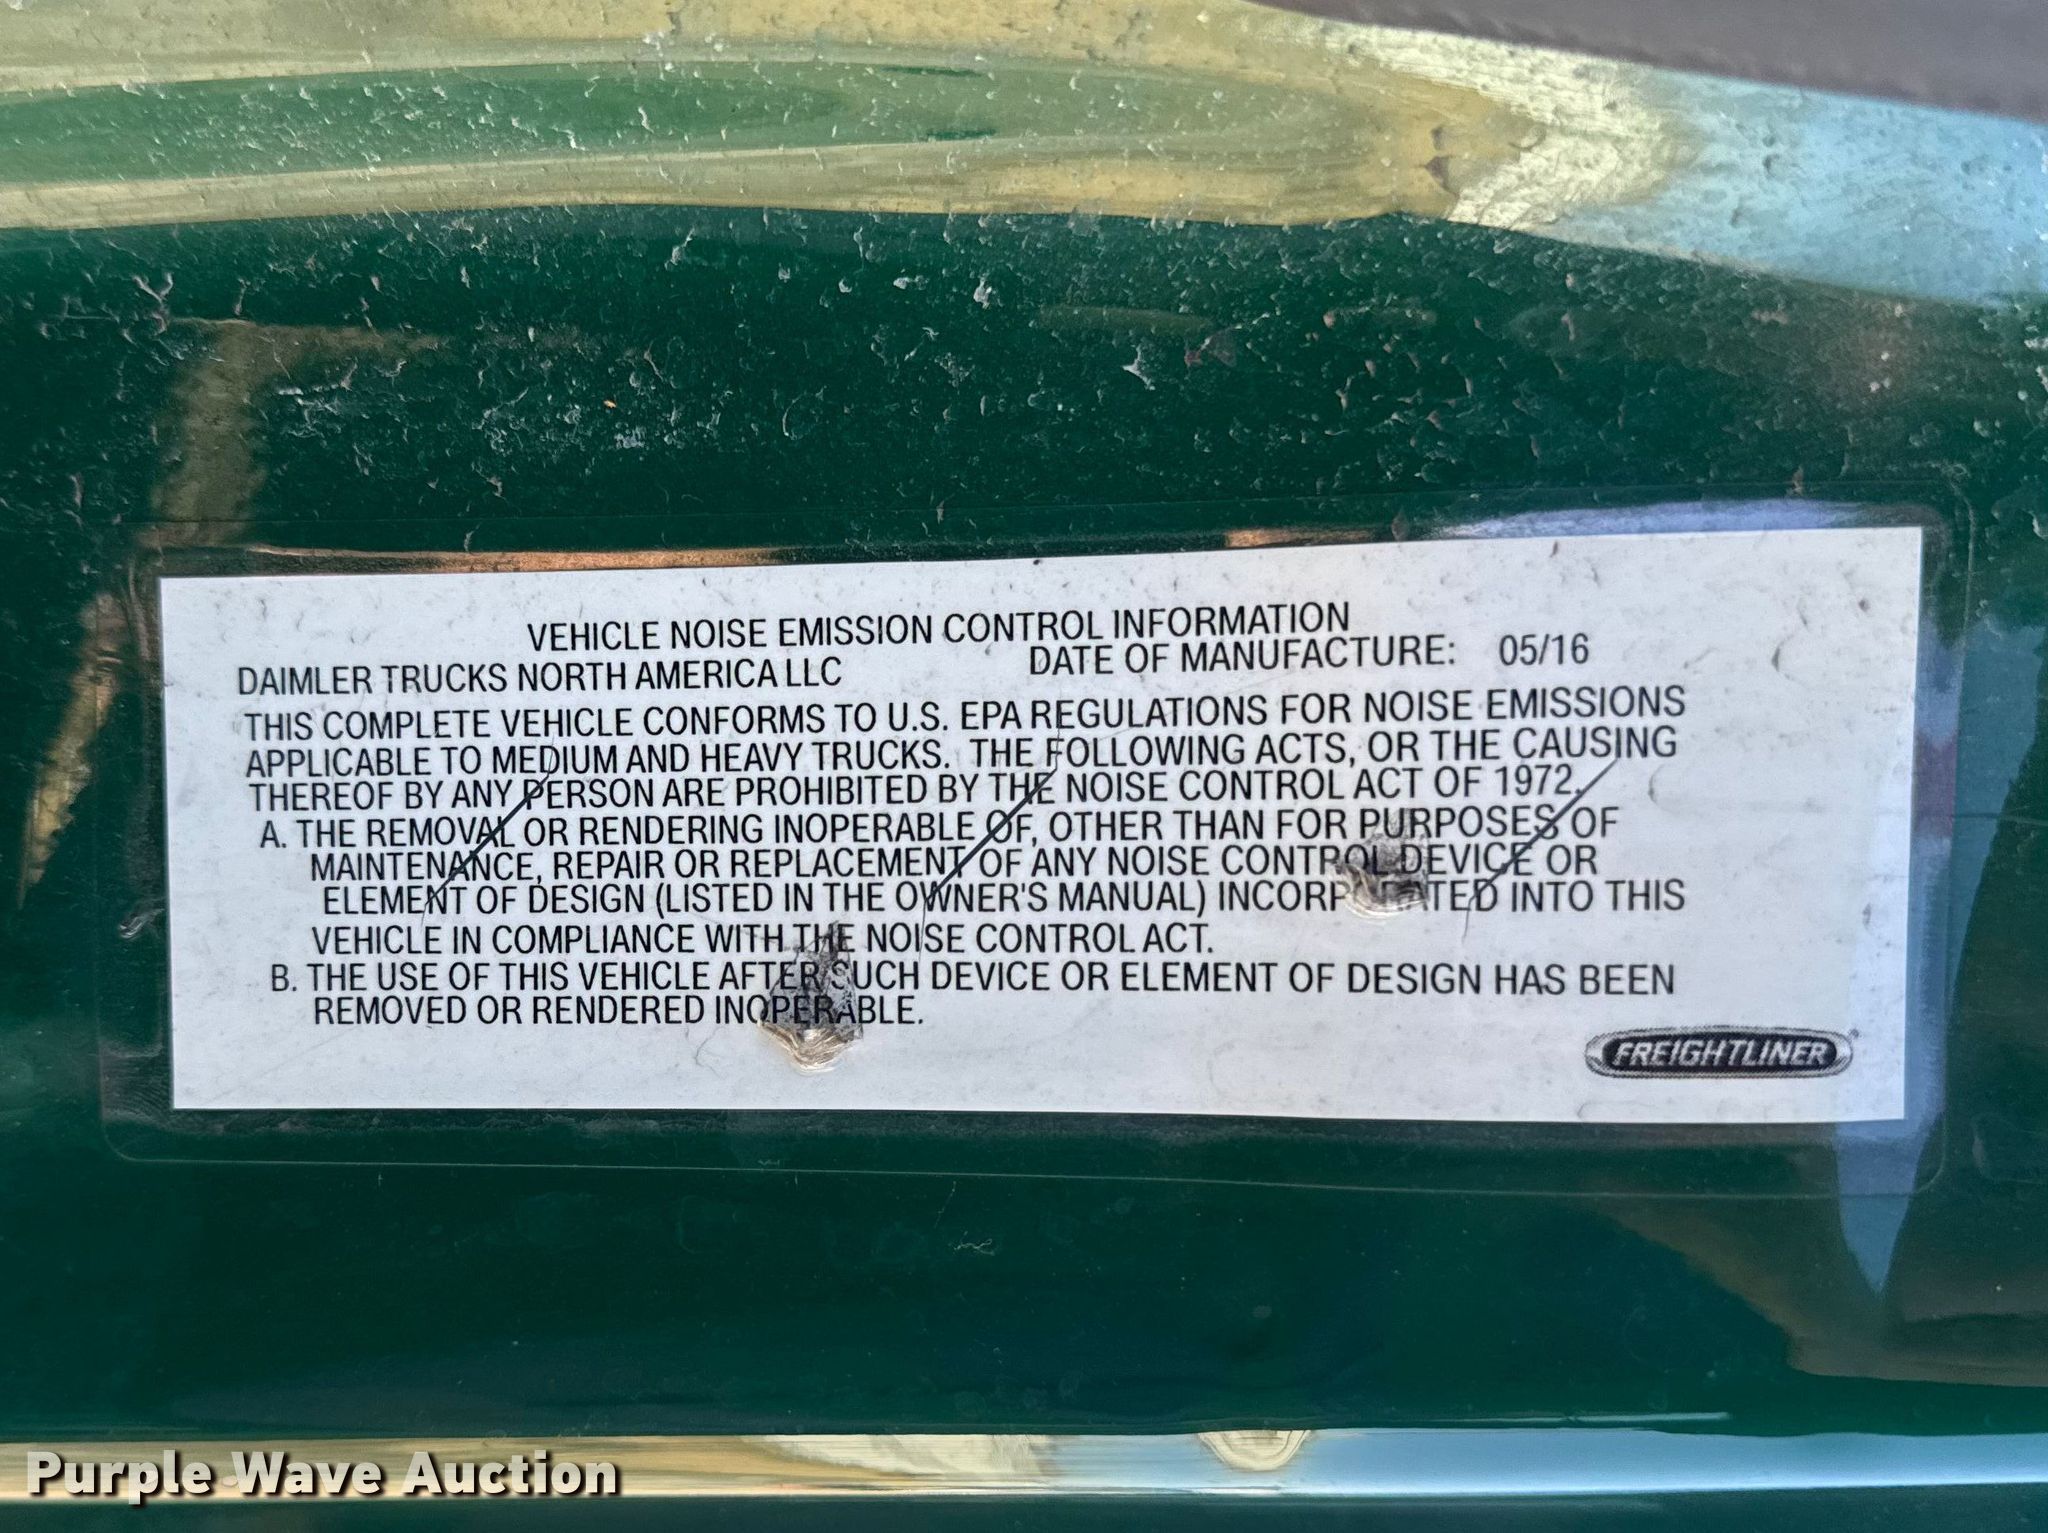 VEHICLE NOISE EMISSION CONTROL INFORMATION
DAIMLER TRUCKS NORTH AMERICA LLC DATE OF MANUFACTURE: 05/16
THIS COMPLETE VEHICLE CONFORMS TO U.S. EPA REGULATIONS FOR NOISE EMISSIONS
APPLICABLE TO MEDIUM AND HEAVY TRUCKS. THE FOLLOWING ACTS, OR THE CAUSING
THEREOF BY ANY PERSON ARE PROHIBITED BY THE NOISE CONTROL ACT OF 1972.
A. THE REMOVAL OR RENDERING INOPERABLE OF, OTHER THAN FOR PURPOSES OF
MAINTENANCE, REPAIR OR REPLACEMENT OF ANY NOISE CONTROL DEVICE OR
ELEMENT OF DESIGN (LISTED IN THE OWNER'S MANUAL) INTO THIS
VEHICLE IN COMPLIANCE WITH THE NOISE CONTROL ACT.
B. THE USE OF THIS VEHICLE AFTER SUCH DEVICE OR ELEMENT OF DESIGN HAS BEEN
REMOVED OR RENDERED INOPERABLE.
FREIGHTLINER
Purple Wave Auction